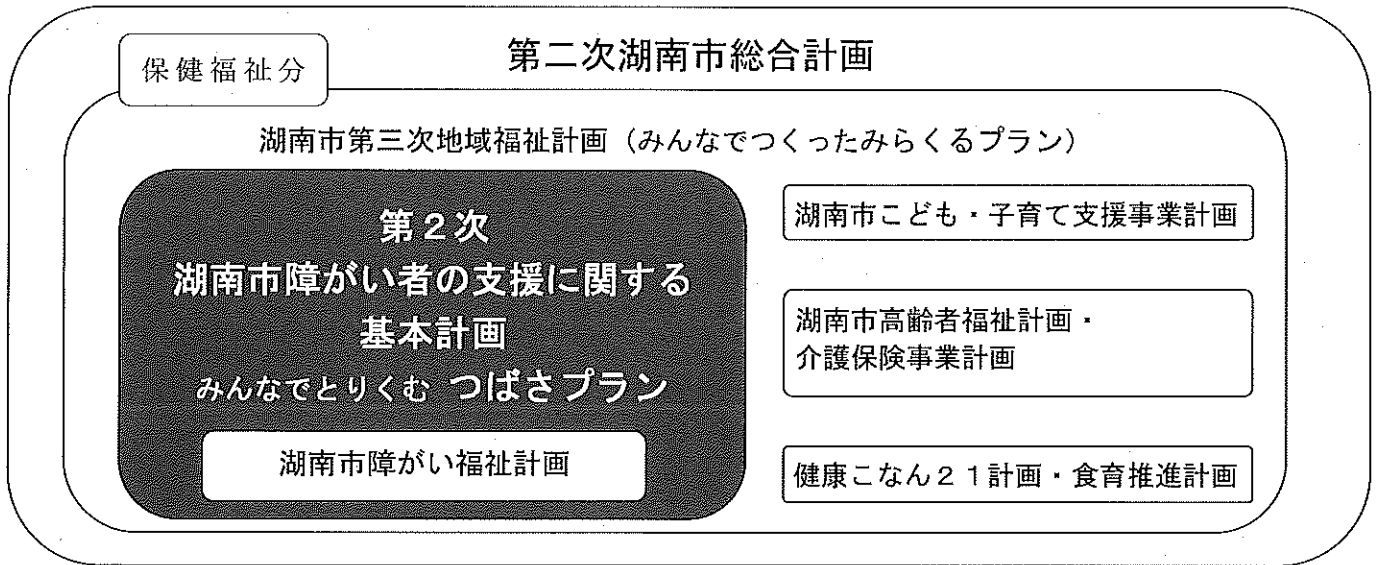 第二次湖南市総合計画
保健福祉分
湖南市第三次地域福祉計画（みんなでつくったみらくるプラン）
第２次
湖南市障がい者の支援に関する
基本計画
みんなでとりくむ つばさプラン
湖南市障がい福祉計画
湖南市こども・子育て支援事業計画
湖南市高齢者福祉計画・
介護保険事業計画
健康こなん２１計画・食育推進計画